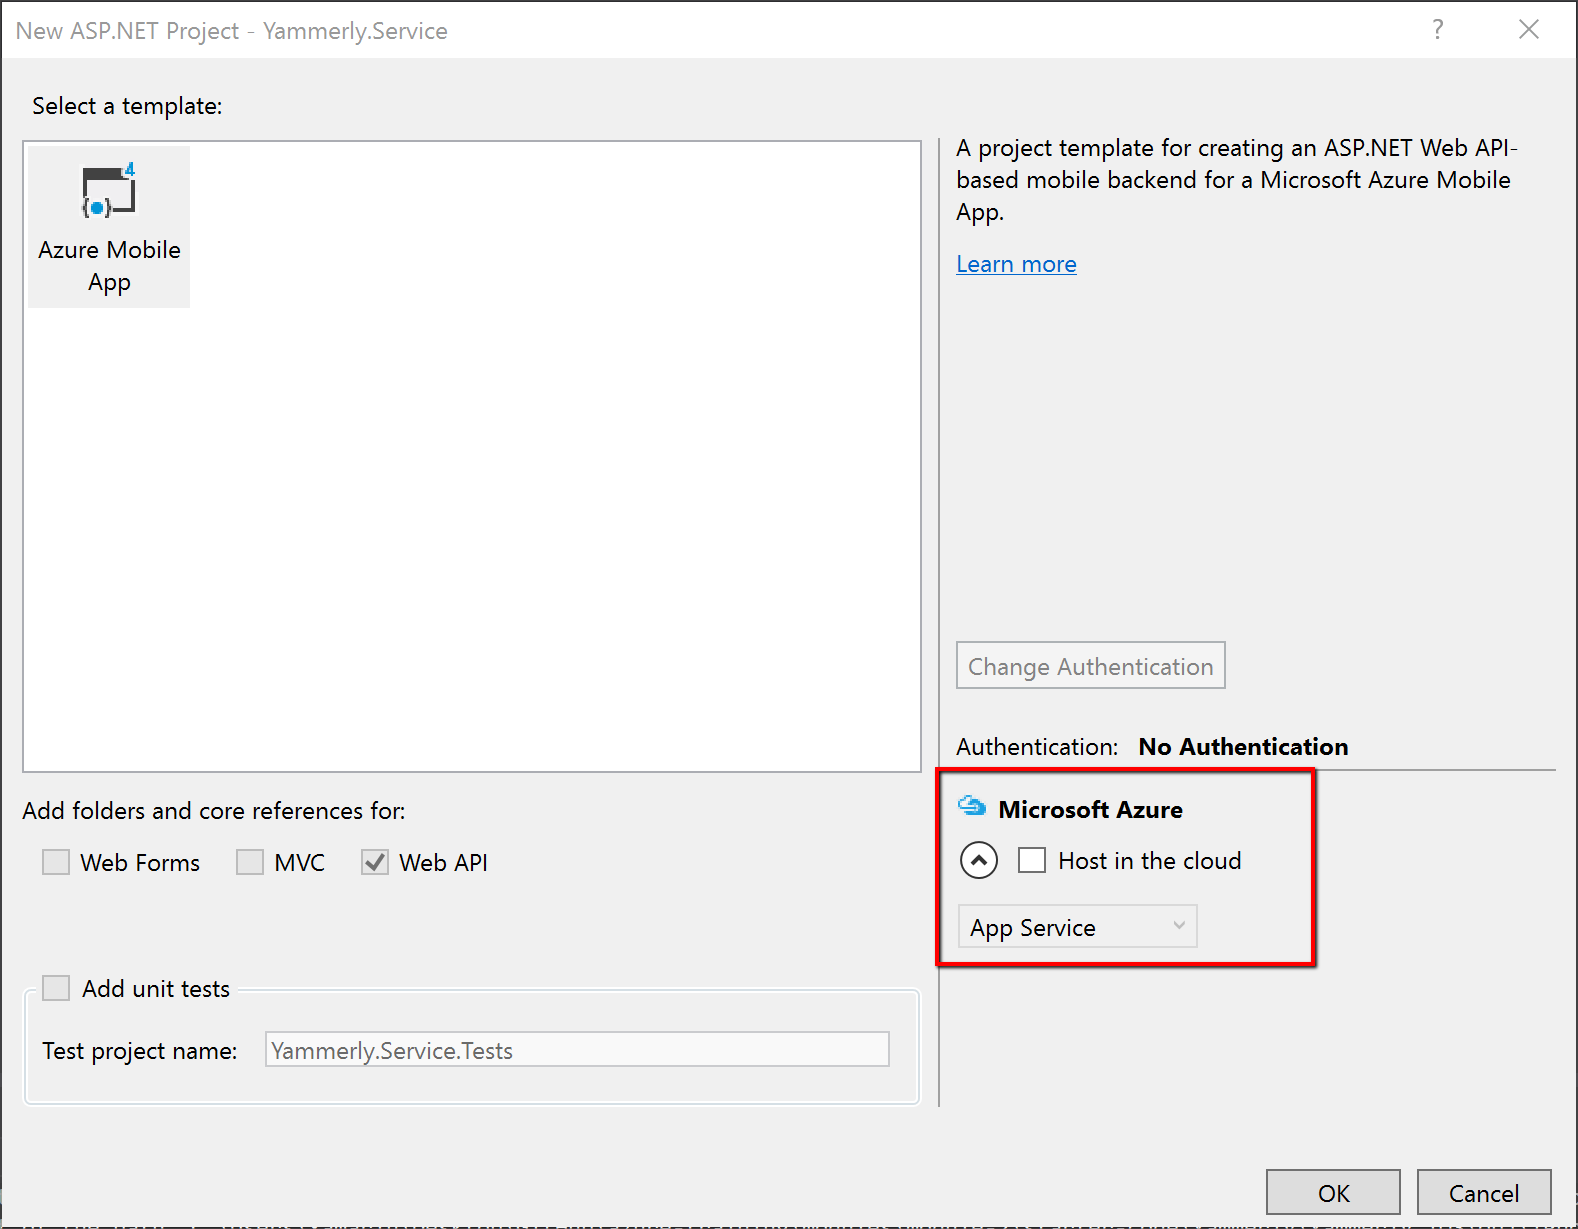 New ASP.NET Project - Yammerly.Service
?
Select a template:
4
Azure Mobile
App
A project template for creating an ASP.NET Web API-
based mobile backend for a Microsoft Azure Mobile
App.
Learn more
Change Authentication
Authentication: No Authentication
Microsoft Azure
Host in the cloud
App Service
Add folders and core references for:
Web Forms MVC Web API
Add unit tests
Test project name: Yammerly.Service.Tests
OK Cancel